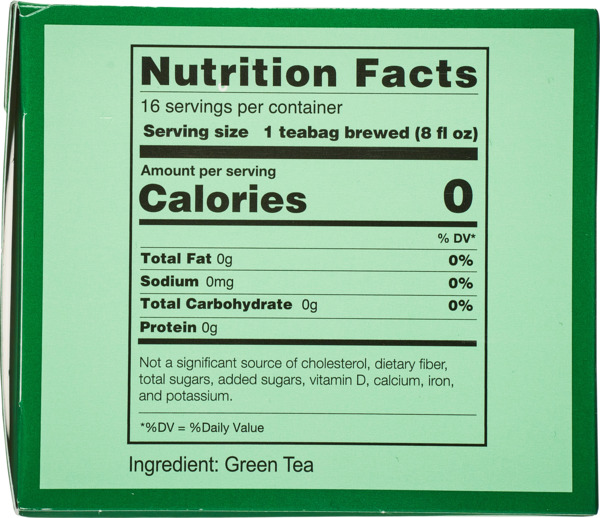 Nutrition Facts
16 servings per container
Serving size 1 teabag brewed (8 fl oz)
Amount per serving
Calories 0
% DV*
Total Fat 0g 0%
Sodium 0mg 0%
Total Carbohydrate 0g 0%
Protein 0g
Not a significant source of cholesterol, dietary fiber,
total sugars, added sugars, vitamin D, calcium, iron,
and potassium.
*%DV = %Daily Value
Ingredient: Green Tea